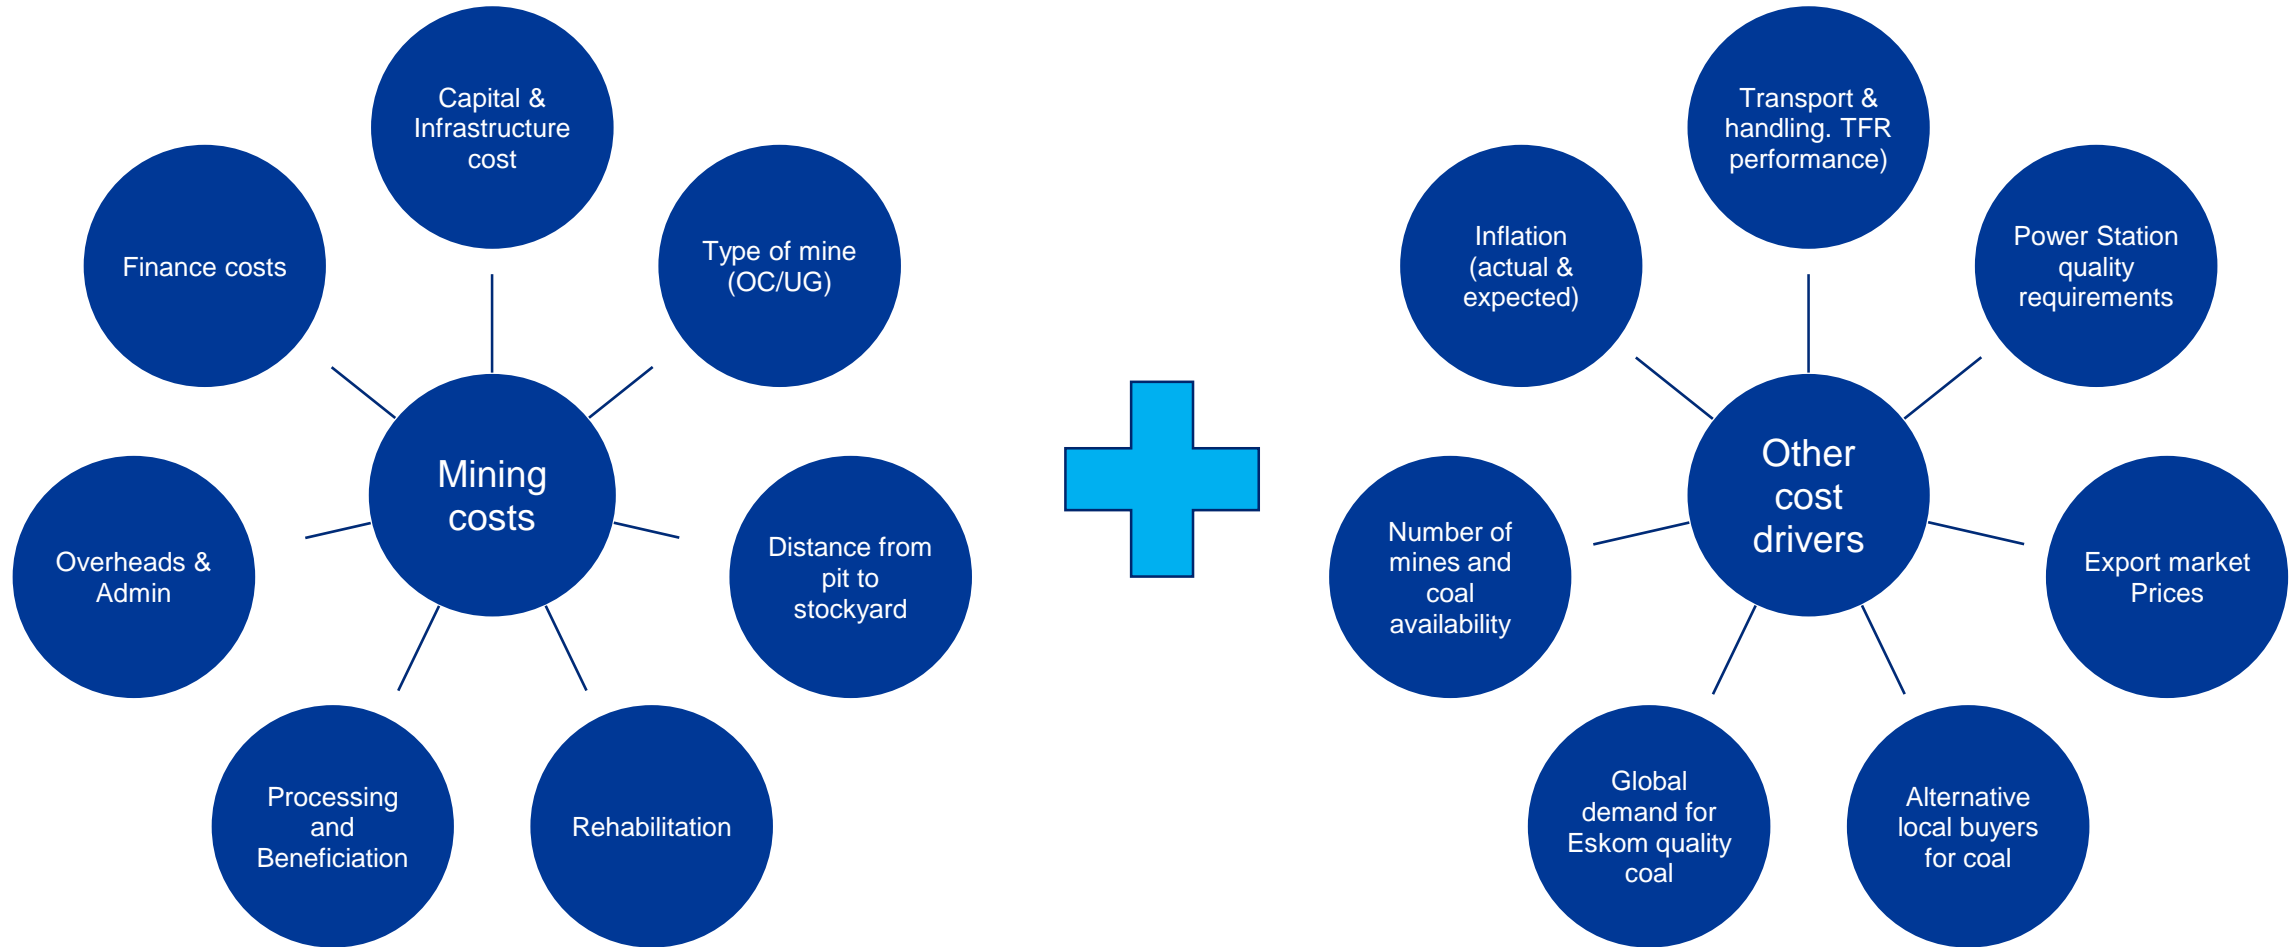 Capital &
Infrastructure
cost
Type of mine
(OC/UG)
Distance from
pit to
stockyard
Rehabilitation
Processing
and
Beneficiation
Overheads &
Admin
Finance costs
Mining
costs
Transport &
handling. TFR
performance)
Power Station
quality
requirements
Export market
Prices
Alternative
local buyers
for coal
Global
demand for
Eskom quality
coal
Number of
mines and
coal
availability
Inflation
(actual &
expected)
Other
cost
drivers